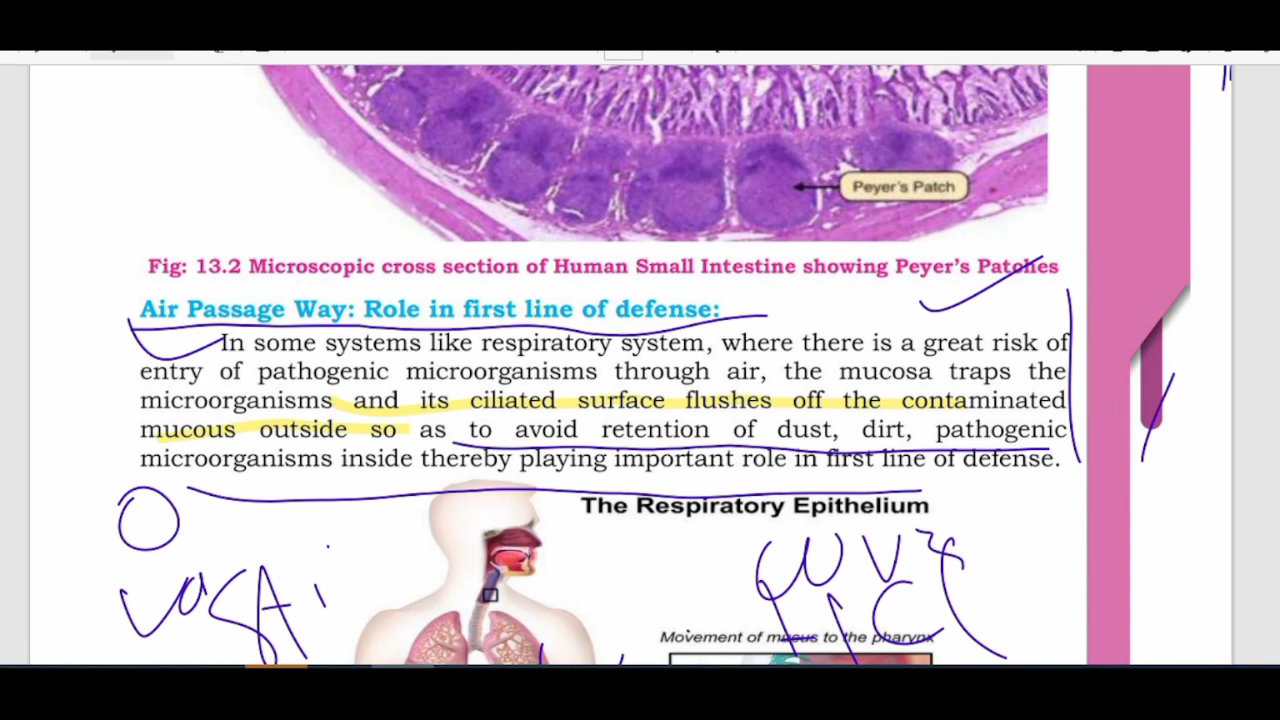 Peyer's Patch
Fig: 13.2 Microscopic cross section of Human Small Intestine showing Peyer's Patches
Air Passage Way: Role in first line of defense:
In some systems like respiratory system, where there is a great risk of
entry of pathogenic microorganisms through air, the mucosa traps the
microorganisms and its ciliated surface flushes off the contaminated
mucous outside so as to avoid retention of dust, dirt, pathogenic
microorganisms inside thereby playing important role in first line of defense.
The Respiratory Epithelium
Movement of mucus to the pharynx